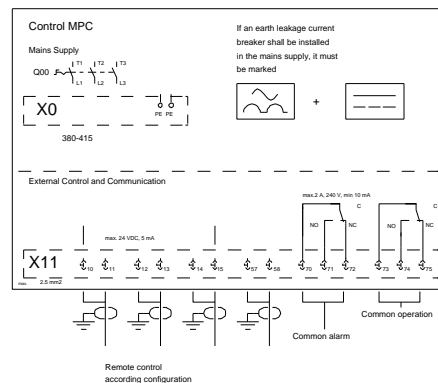 Control MPC
Mains Supply
T1 T2 T3
Q00
L1 L2 L3
X0
PE PE
380-415
If an earth leakage current
breaker shall be installed
in the mains supply, it must
be marked
+
External Control and Communication
max. 24 VDC, 5 mA
max.2 A, 240 V, min 10 mA
C C
NO NC NO NC
X11
10 11 12 13 14 15 57 58 70 71 72 73 74 75
max. 2.5 mm2
Common alarm
Common operation
Remote control
according configuration